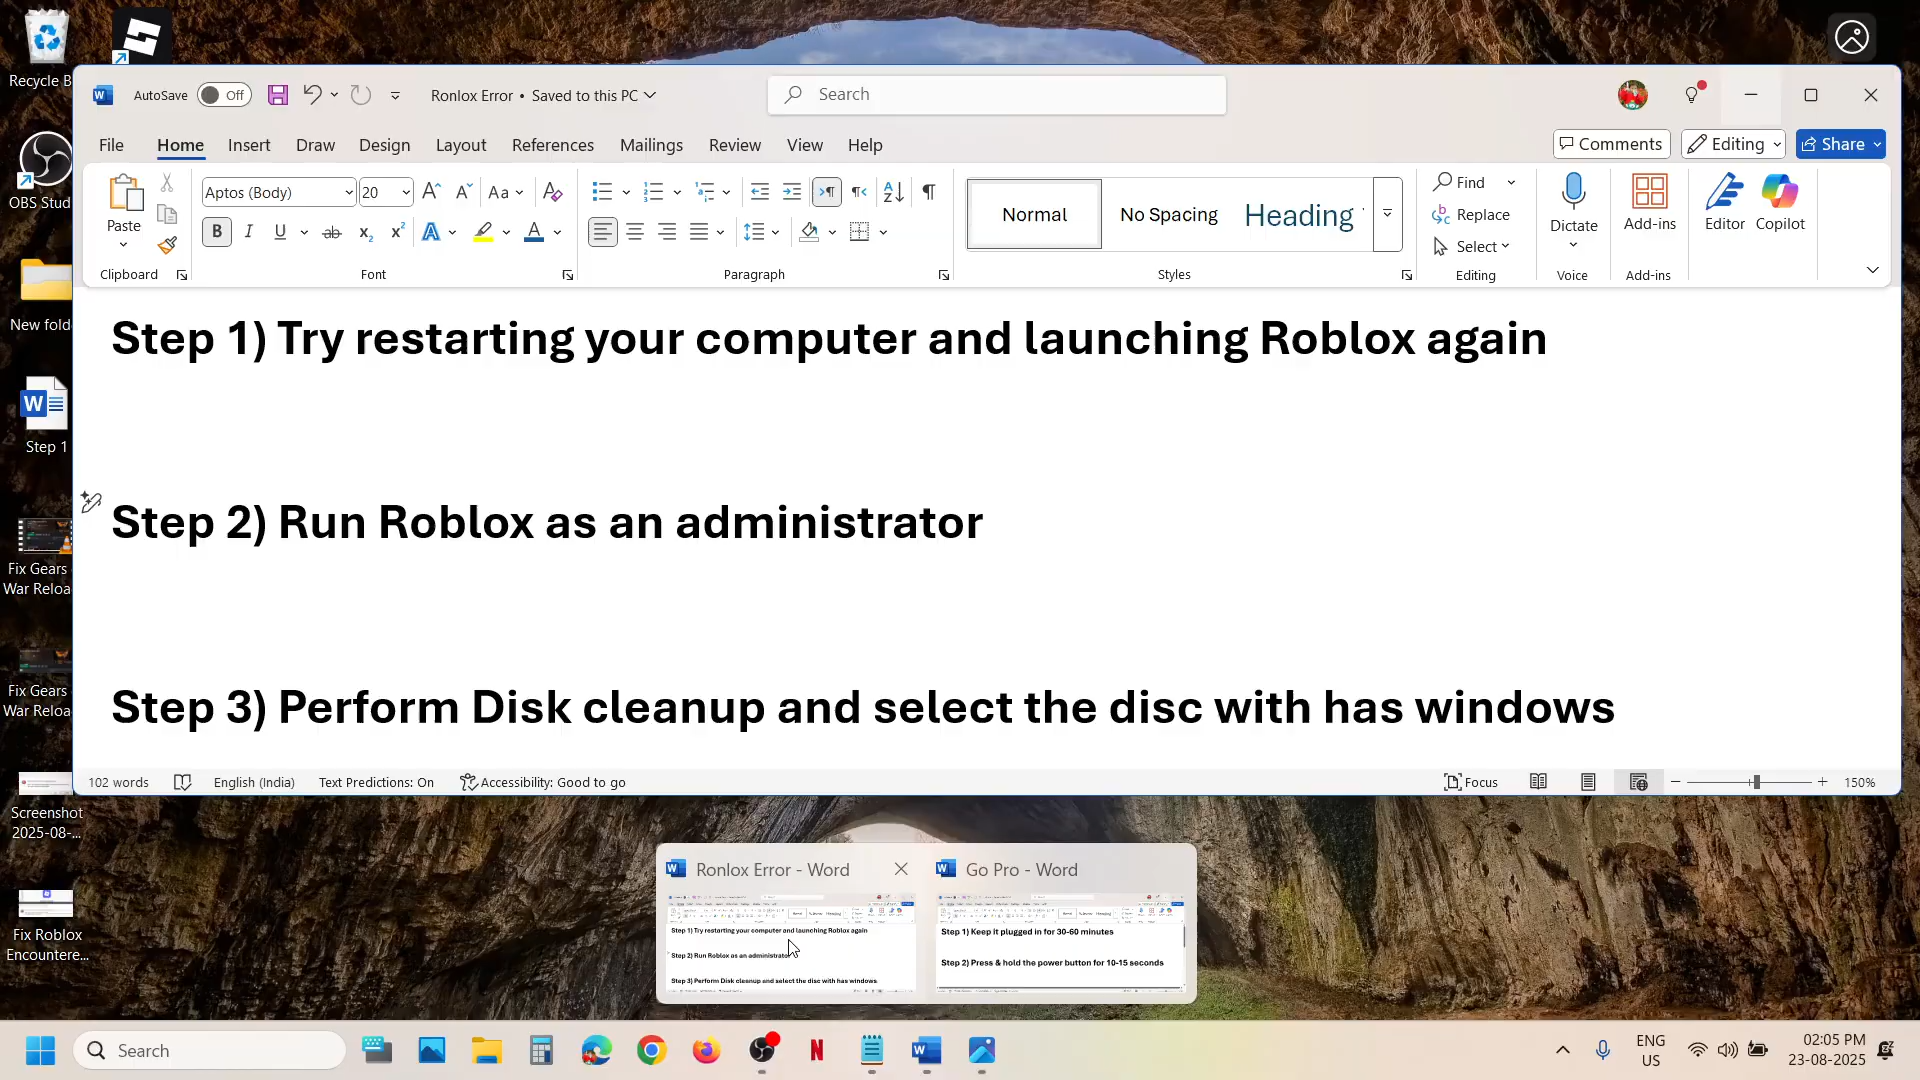 Recycle B
AutoSave
Off
Ronlox Error • Saved to this PC
Search
File
Home
Insert
Draw
Design
Layout
References
Mailings
Review
View
Help
Comments
Editing
Share
Paste
Clipboard
Aptos (Body)
20
Font
Paragraph
Normal
No Spacing
Heading
Styles
Find
Replace
Select
Editing
Dictate
Voice
Add-ins
Add-ins
Editor
Copilot
OBS Stud
New fold
Step 1
Fix Gears
War Reloa
Fix Gears
War Reloa
Screenshot
2025-08-...
Fix Roblox
Encountere...
Step 1) Try restarting your computer and launching Roblox again
Step 2) Run Roblox as an administrator
Step 3) Perform Disk cleanup and select the disc with has windows
102 words
English (India)
Text Predictions: On
Accessibility: Good to go
Focus
150%
Ronlox Error - Word
Step 1) Try restarting your computer and launching Roblox again
Step 2) Run Roblox as an administrator
Step 3) Perform Disk cleanup and select the disc with has windows
Go Pro - Word
Step 1) Keep it plugged in for 30-60 minutes
Step 2) Press & hold the power button for 10-15 seconds
Search
ENG
US
02:05 PM
23-08-2025